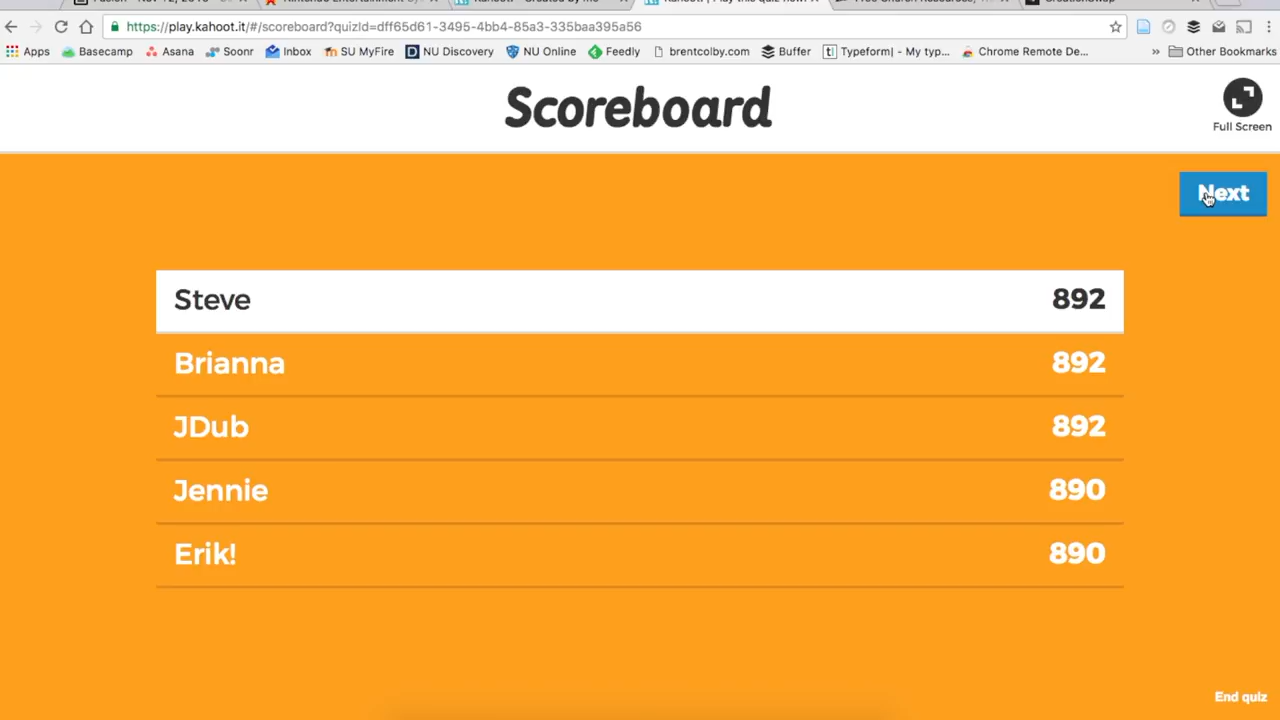 https://play.kahoot.it/#/scoreboard?quizId=dff65d61-3495-4bb4-85a3-335baa395a56
Apps Basecamp Asana Soonr Inbox SU MyFire NU Discovery NU Online Feedly brentcolby.com Buffer Typeform| - My typ... Chrome Remote De... » Other Bookmarks
Scoreboard
Full Screen
Next
Steve 892
Brianna 892
JDub 892
Jennie 890
Erik! 890
End quiz